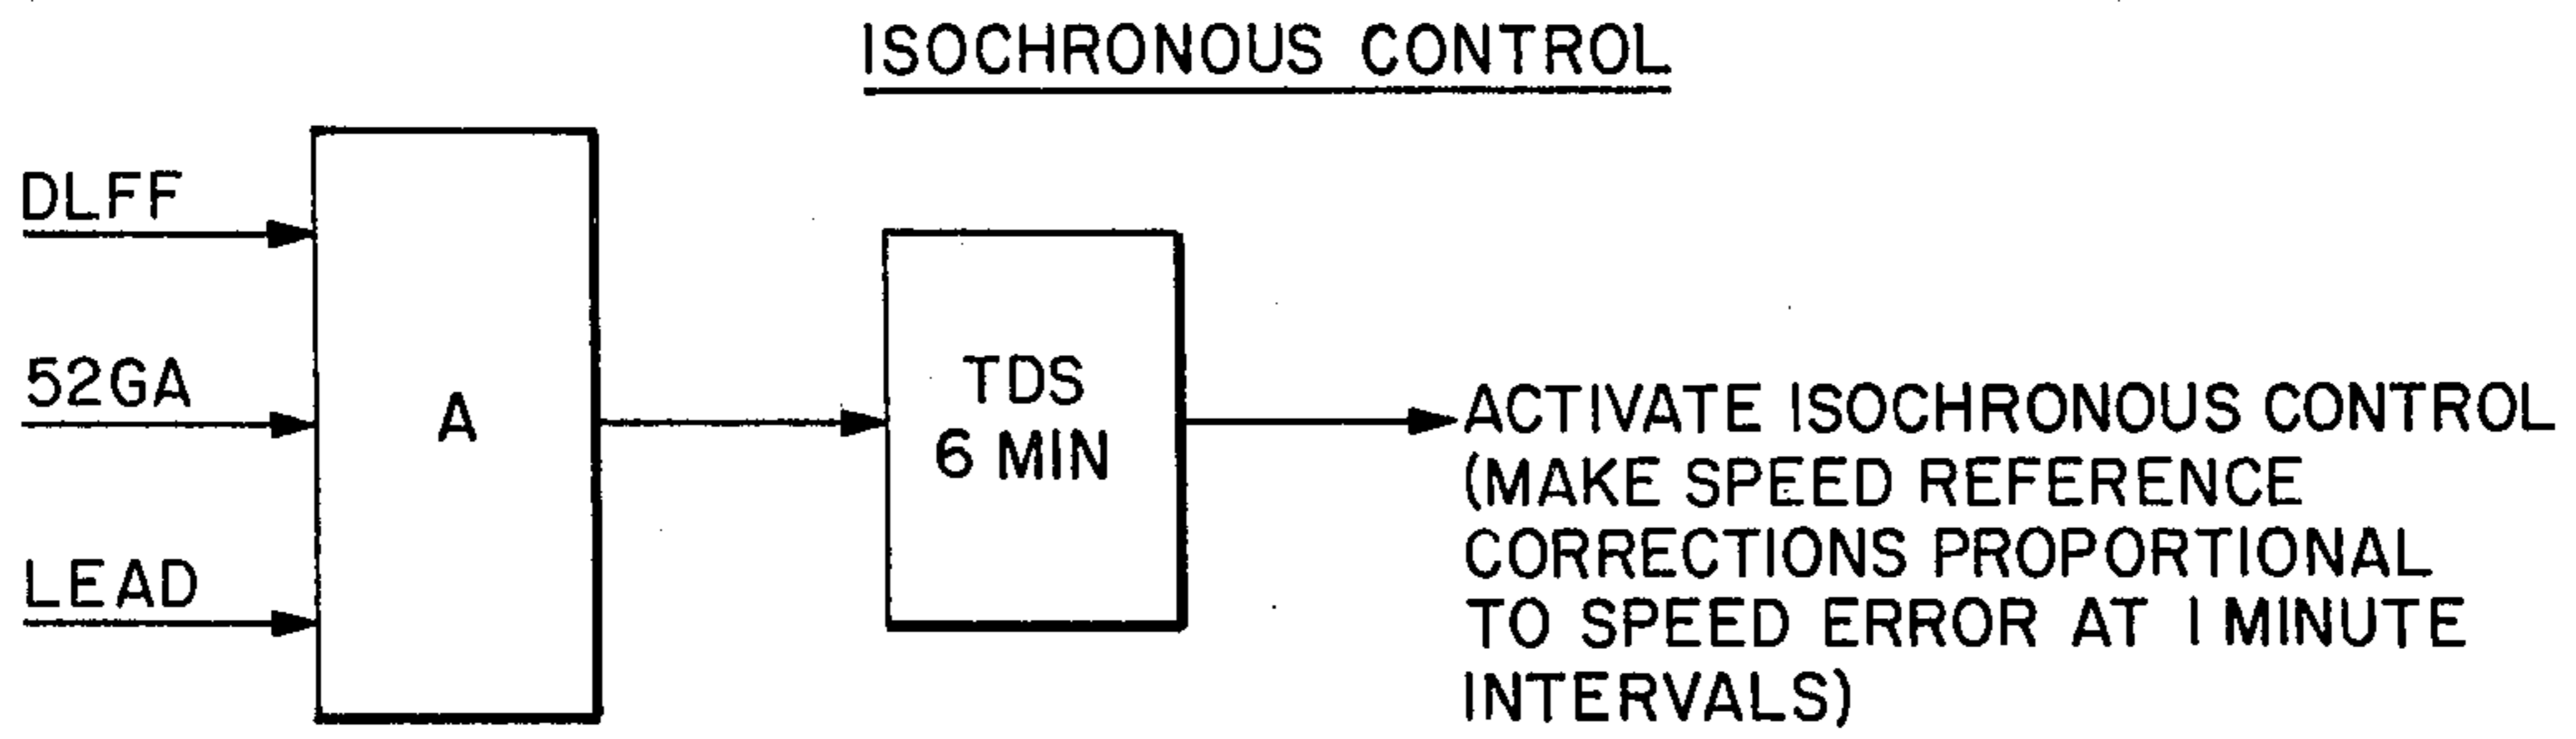 ISOCHRONOUS CONTROL
DLFF
52GA
LEAD
A
TDS
6 MIN
ACTIVATE ISOCHRONOUS CONTROL
(MAKE SPEED REFERENCE
CORRECTIONS PROPORTIONAL
TO SPEED ERROR AT 1 MINUTE
INTERVALS)